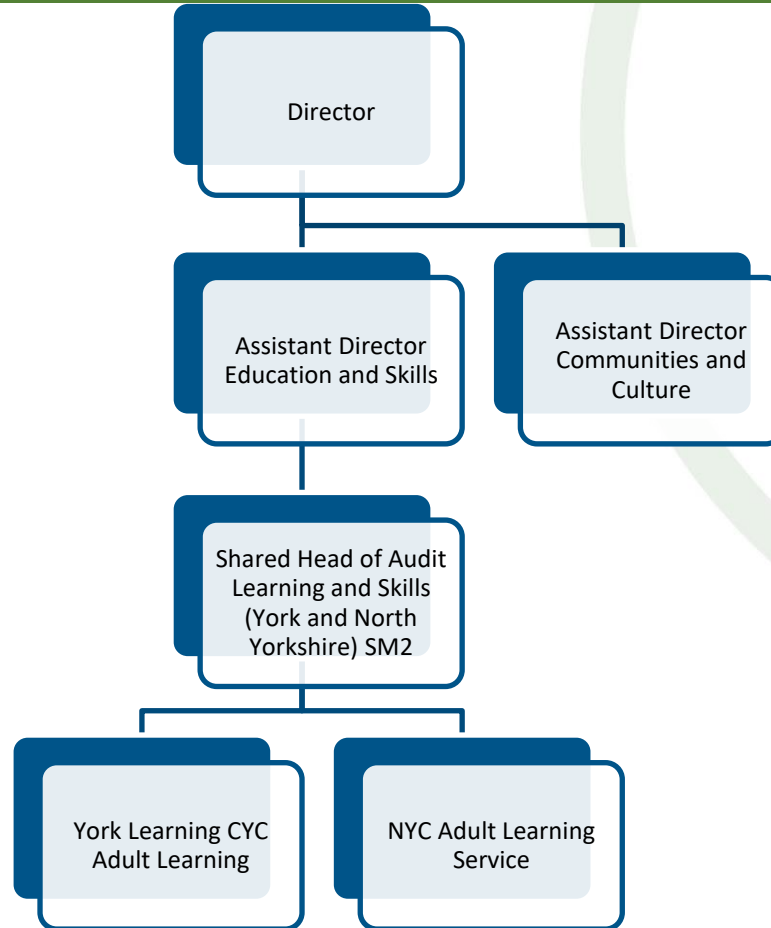 Director
Assistant Director
Education and Skills
Assistant Director
Communities and
Culture
Shared Head of Audit
Learning and Skills
(York and North
Yorkshire) SM2
York Learning CYC
Adult Learning
NYC Adult Learning
Service